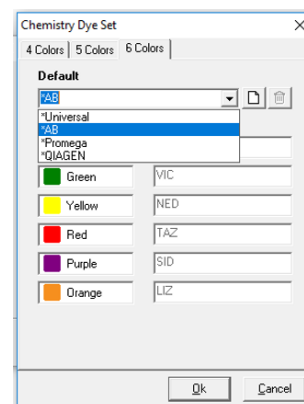 Chemistry Dye Set
4 Colors 5 Colors 6 Colors
Default
*AB
*Universal
*AB
*Promega
*QIAGEN
Green VIC
Yellow NED
Red TAZ
Purple SID
Orange LIZ
Ok Cancel